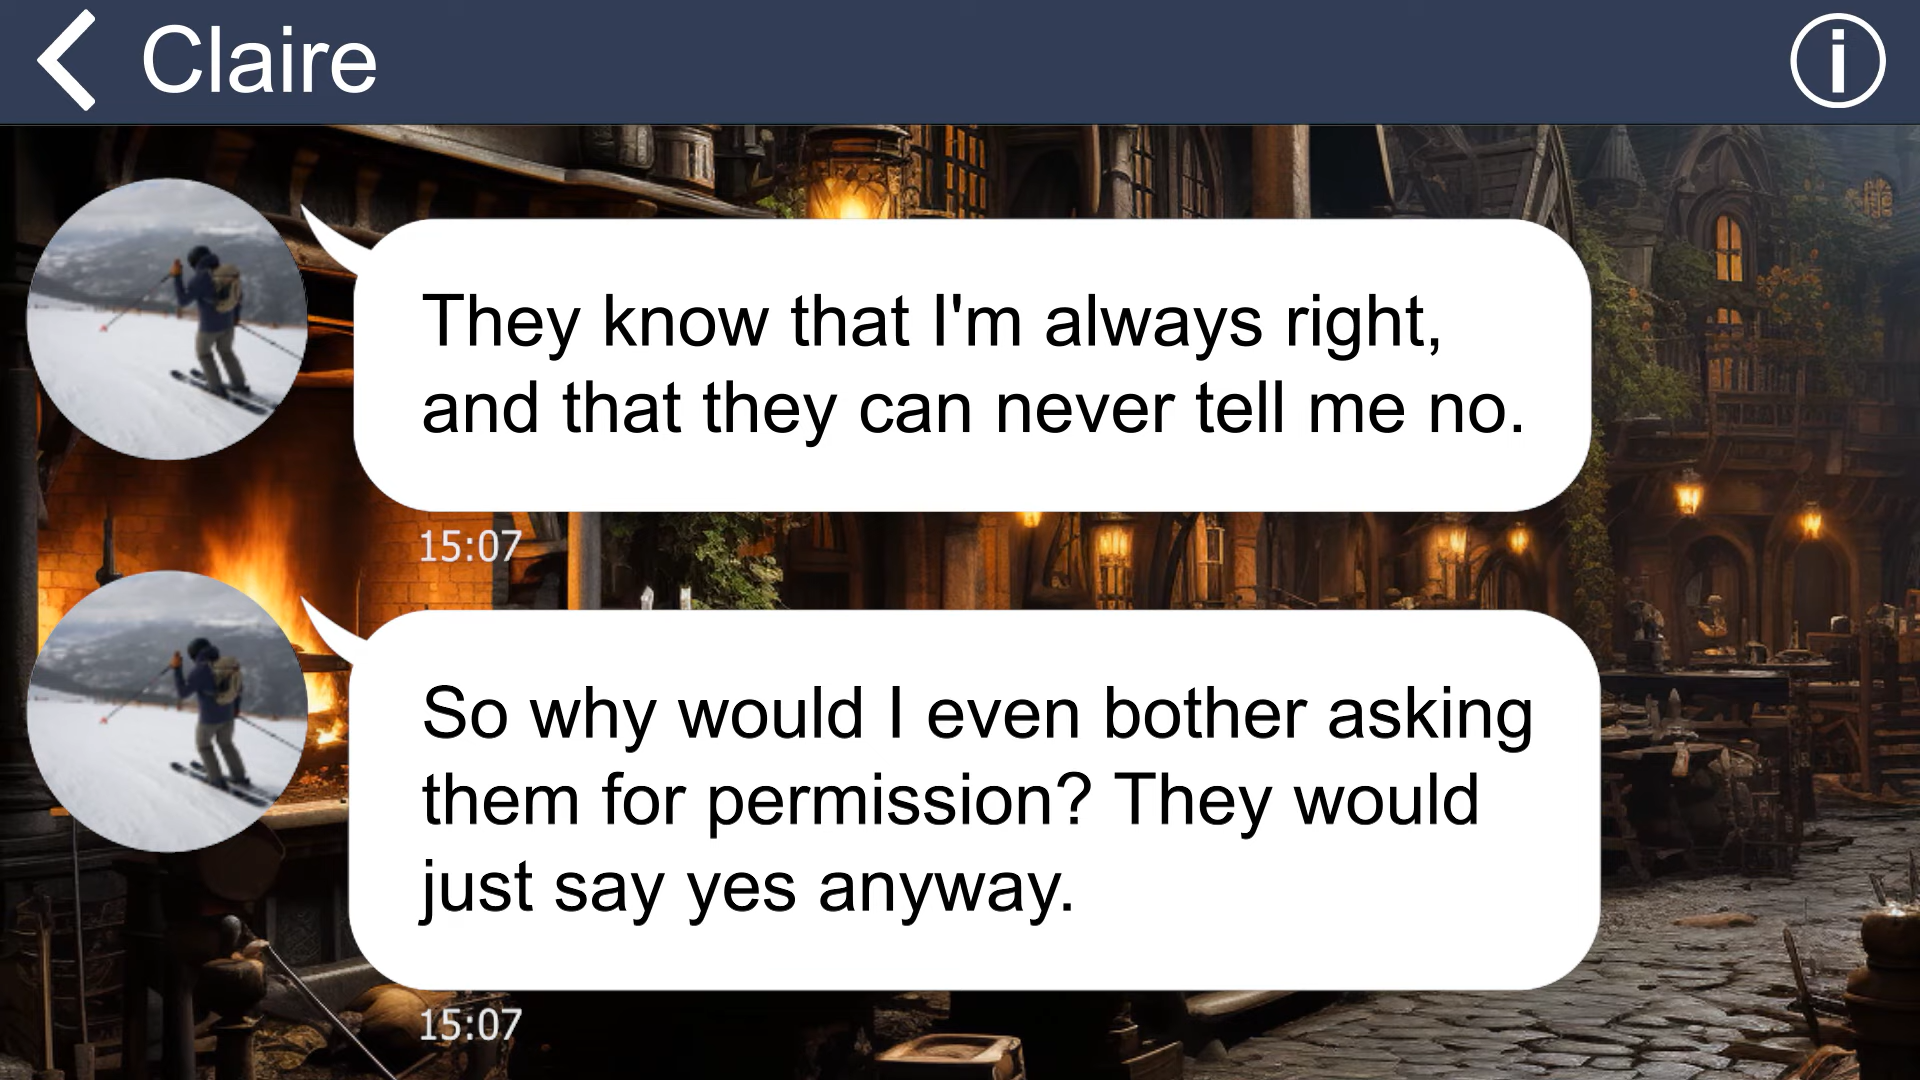 Claire
They know that I'm always right,
and that they can never tell me no.
15:07
So why would I even bother asking
them for permission? They would
just say yes anyway.
15:07